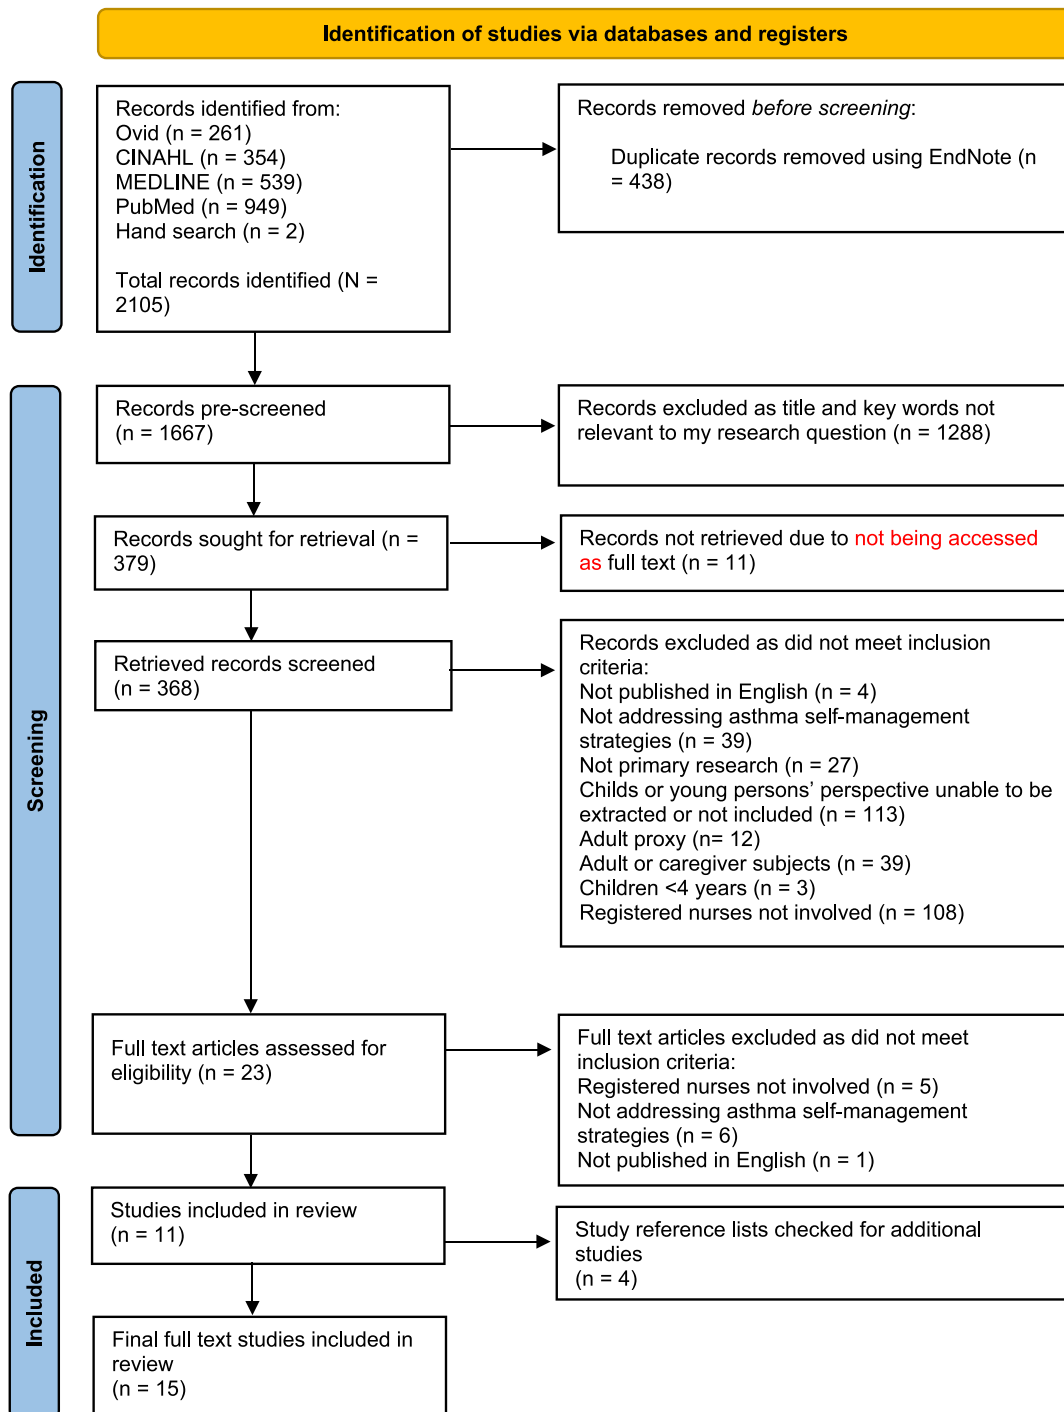 Identification of studies via databases and registers
Identification
Records identified from:
Ovid (n = 261)
CINAHL (n = 354)
MEDLINE (n = 539)
PubMed (n = 949)
Hand search (n = 2)
Total records identified (N =
2105)
Records removed before screening:
Duplicate records removed using EndNote (n
= 438)
Screening
Records pre-screened
(n = 1667)
Records excluded as title and key words not
relevant to my research question (n = 1288)
Records sought for retrieval (n =
379)
Records not retrieved due to not being accessed
as full text (n = 11)
Retrieved records screened
(n = 368)
Records excluded as did not meet inclusion
criteria:
Not published in English (n = 4)
Not addressing asthma self-management
strategies (n = 39)
Not primary research (n = 27)
Childs or young persons’ perspective unable to be
extracted or not included (n = 113)
Adult proxy (n= 12)
Adult or caregiver subjects (n = 39)
Children <4 years (n = 3)
Registered nurses not involved (n = 108)
Full text articles assessed for
eligibility (n = 23)
Full text articles excluded as did not meet
inclusion criteria:
Registered nurses not involved (n = 5)
Not addressing asthma self-management
strategies (n = 6)
Not published in English (n = 1)
Included
Studies included in review
(n = 11)
Study reference lists checked for additional
studies
(n = 4)
Final full text studies included in
review
(n = 15)